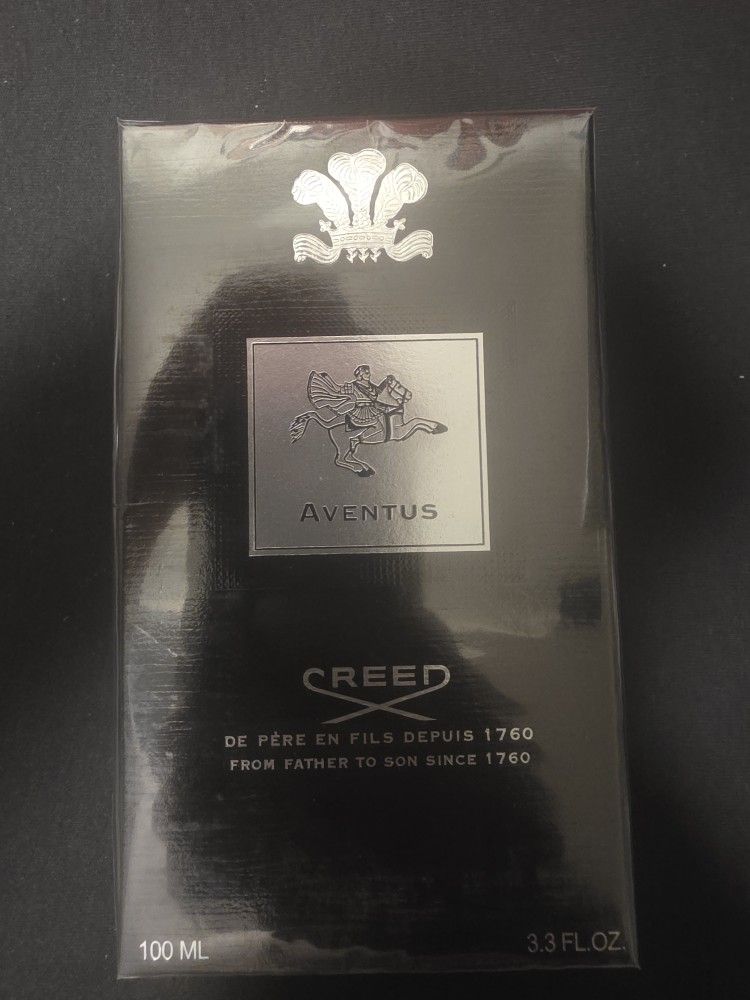 AVENTUS
CREED
DE PÈRE EN FILS DEPUIS 1760
FROM FATHER TO SON SINCE 1760
100 ML
3.3 FL.OZ.